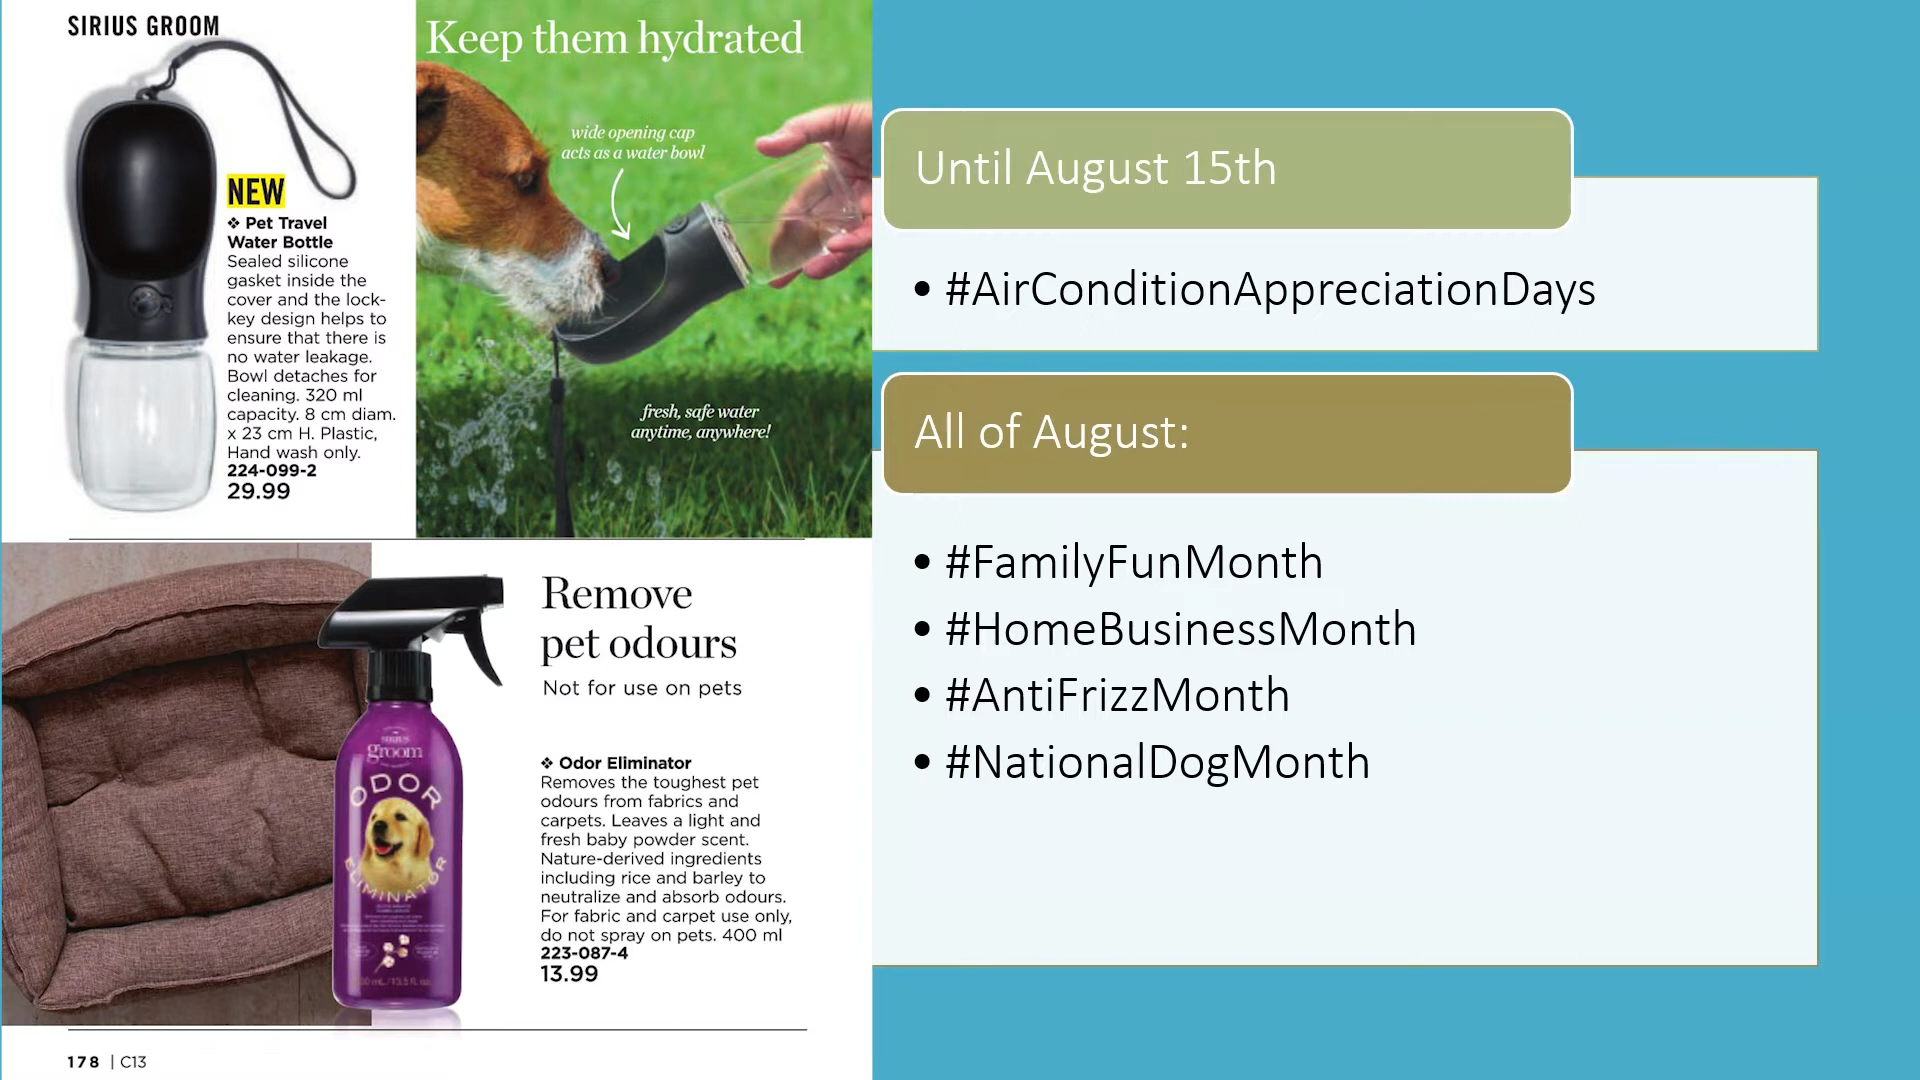 SIRIUS GROOM
NEW
❖ Pet Travel
Water Bottle
Sealed silicone
gasket inside the
cover and the lock-
key design helps to
ensure that there is
no water leakage.
Bowl detaches for
cleaning. 320 ml
capacity. 8 cm diam.
x 23 cm H. Plastic,
Hand wash only.
224-099-2
29.99
Keep them hydrated
wide opening cap
acts as a water bowl
fresh, safe water
anytime, anywhere!
Remove
pet odours
Not for use on pets
groom
ODOR
ELIMINATOR
❖ Odor Eliminator
Removes the toughest pet
odours from fabrics and
carpets. Leaves a light and
fresh baby powder scent.
Nature-derived ingredients
including rice and barley to
neutralize and absorb odours.
For fabric and carpet use only,
do not spray on pets. 400 ml
223-087-4
13.99
178 | C13
Until August 15th
• #AirConditionAppreciationDays
All of August:
• #FamilyFunMonth
• #HomeBusinessMonth
• #AntiFrizzMonth
• #NationalDogMonth